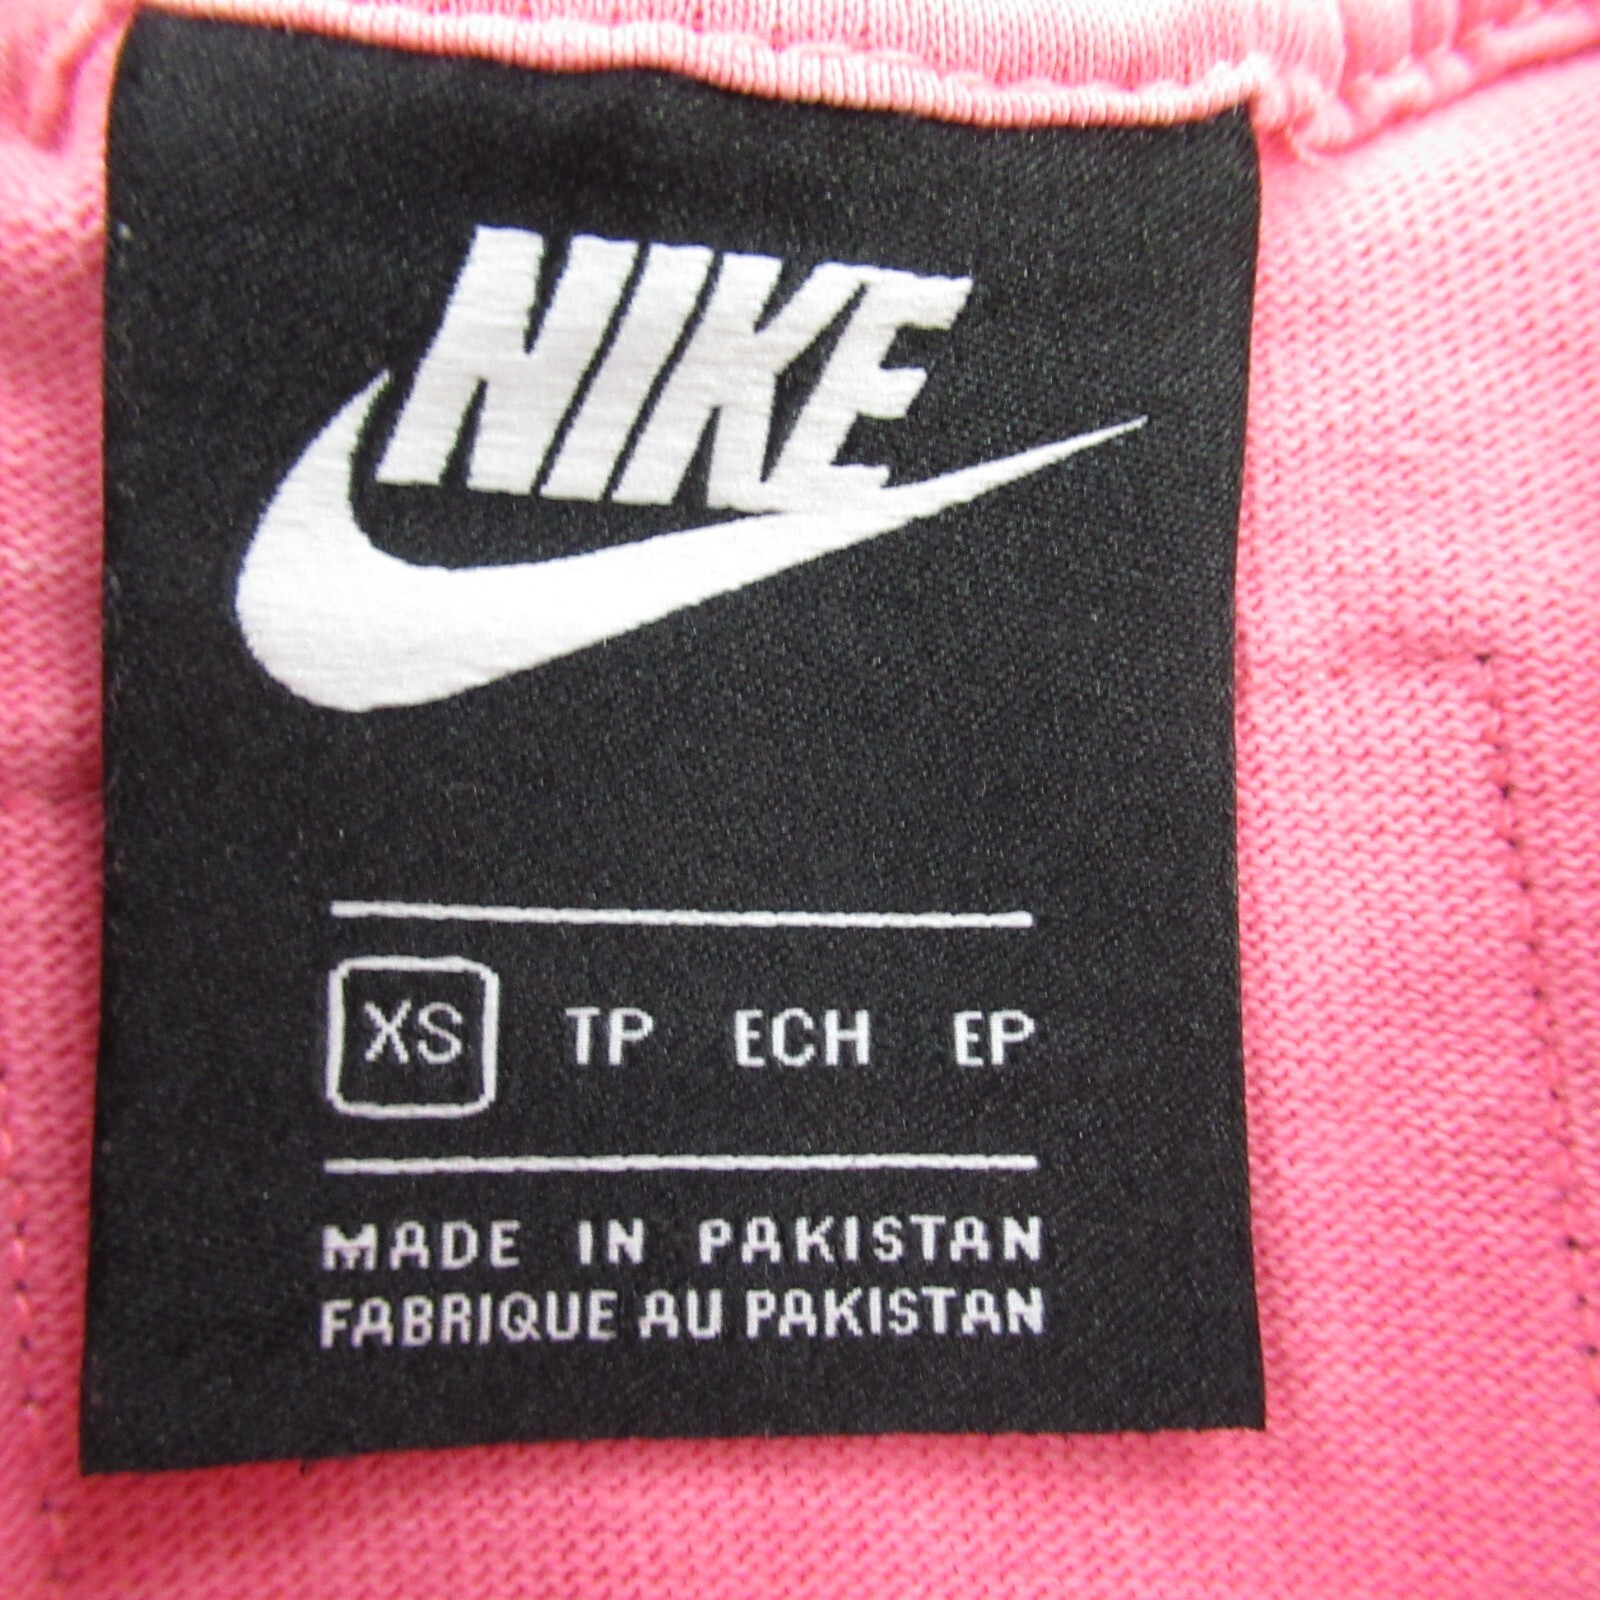 NIKE
XS TP ECH EP
MADE IN PAKISTAN
FABRIQUE AU PAKISTAN